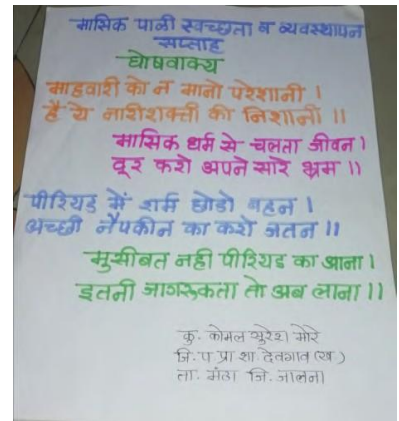 मासिक पाळी स्वच्छता व व्यवस्थापन
सप्ताह
घोषवाक्य
माहवारी को न मानो परेशानी ।
है ये नारीशक्ती की निशानी ।।
मासिक धर्म से चलता जीवन ।
दूर करो अपने सारे भ्रम ।।
पीरियड में शर्म छोडो बहन ।
अच्छी नैपकीन का करो जतन ।।
मुसीबत नही पीरियड का आना ।
इतनी जागरूकता तो अब लाना ।।
कु. कोमल सुरेश मोरे
जि. प प्रा शा देवगाव (ख)
ता. मंठा जि. जालना